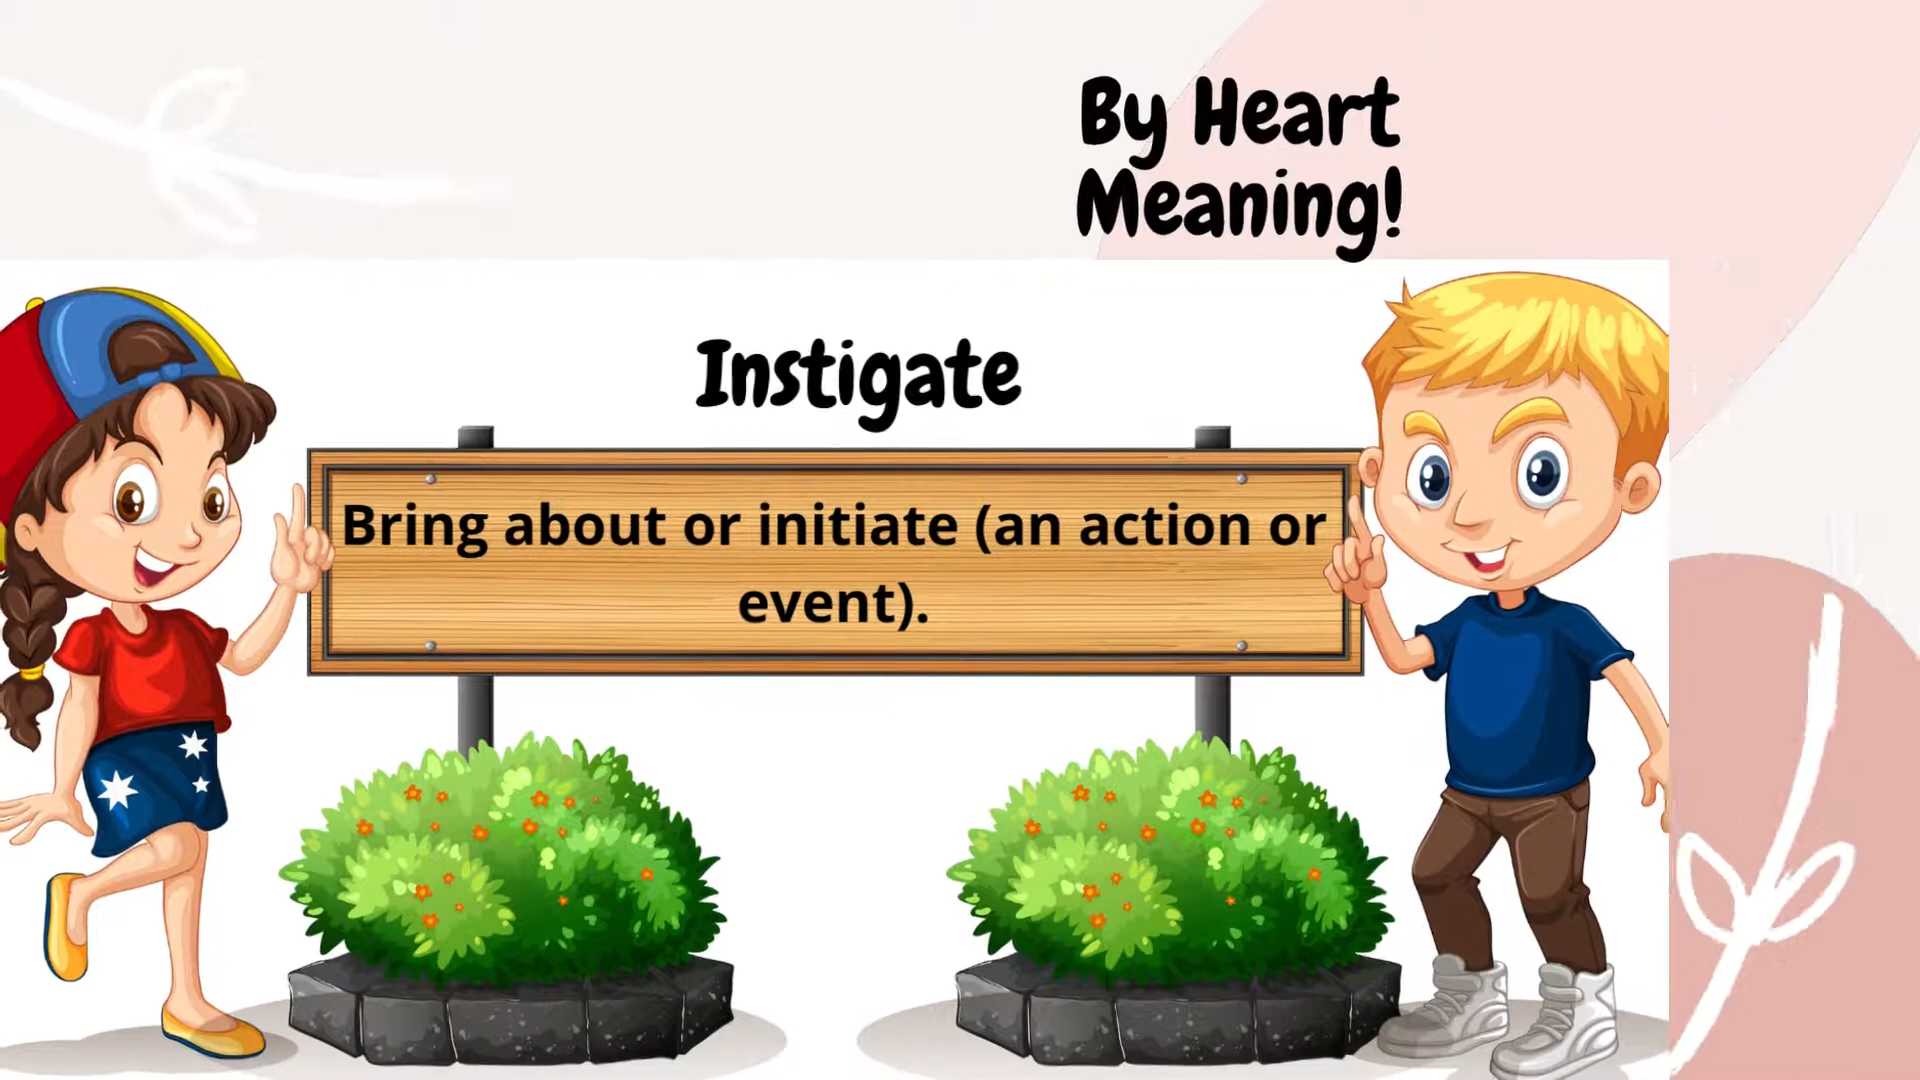 By Heart
Meaning!
Instigate
Bring about or initiate (an action or
event).